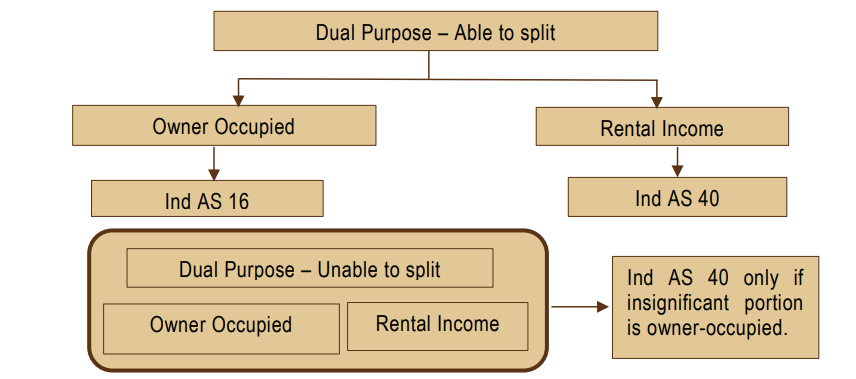 Dual Purpose – Able to split
Owner Occupied
Rental Income
Ind AS 16
Ind AS 40
Dual Purpose – Unable to split
Owner Occupied
Rental Income
Ind AS 40 only if
insignificant portion
is owner-occupied.